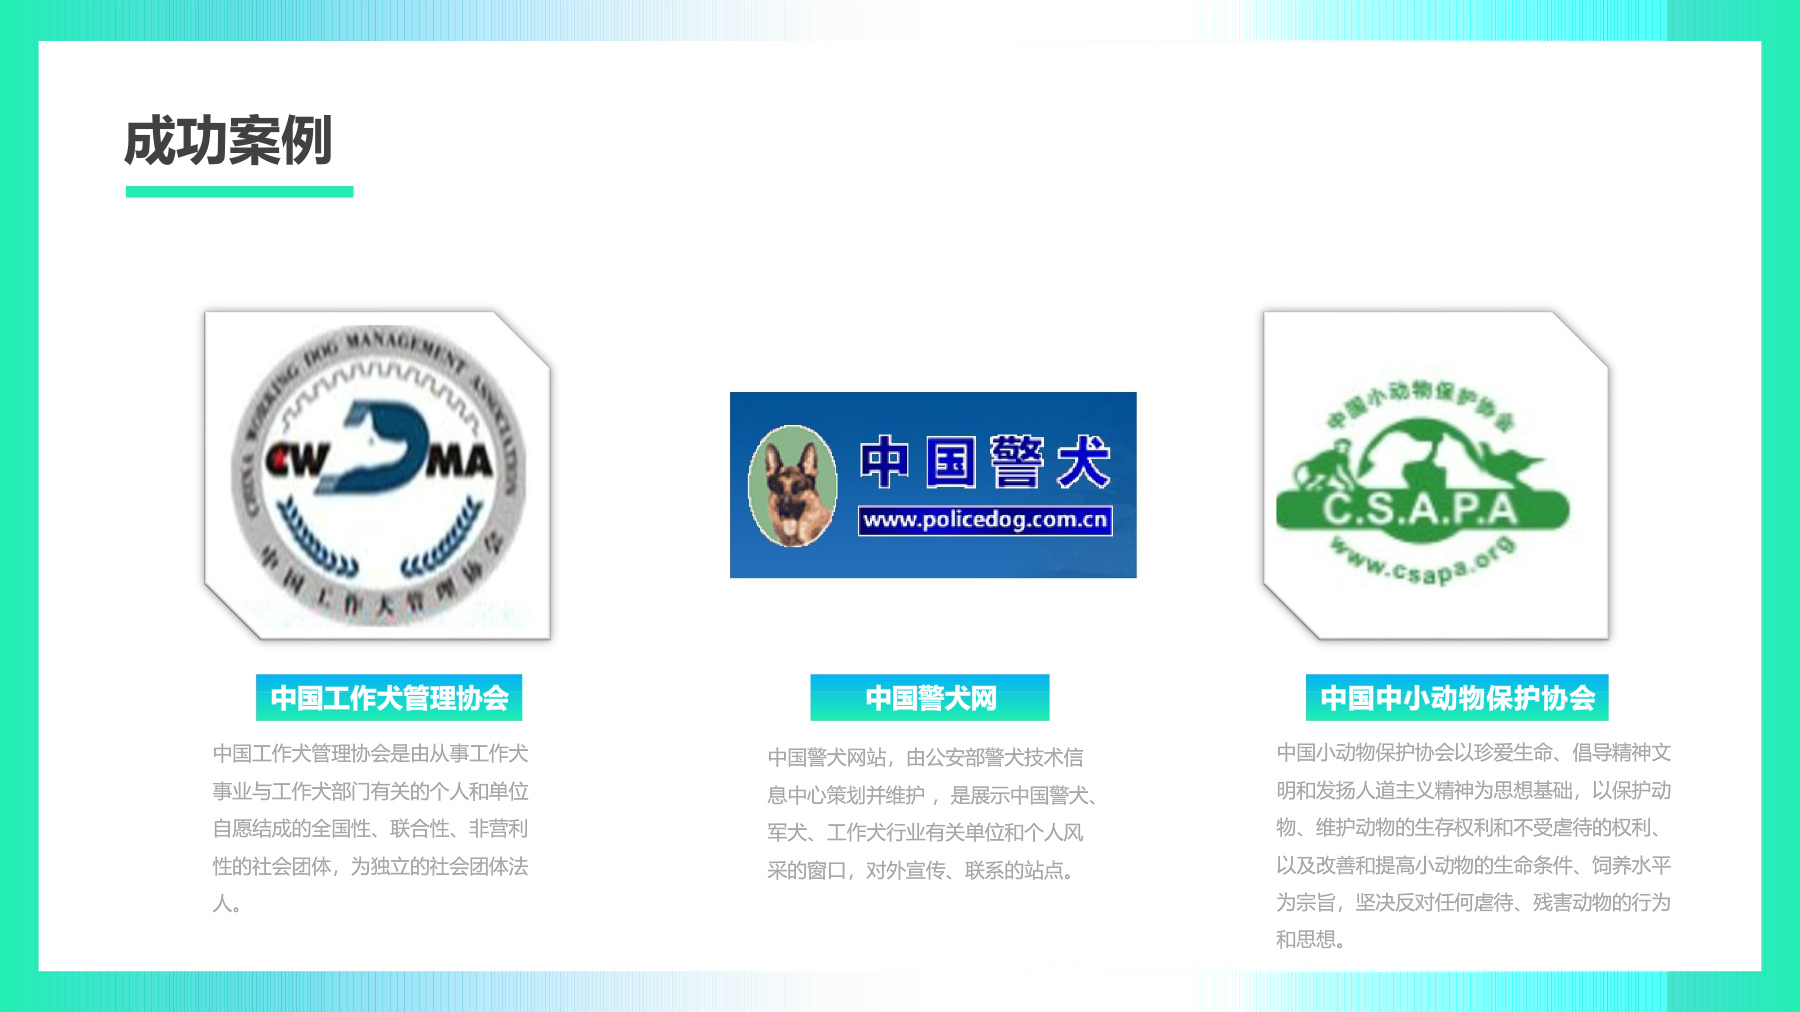 成功案例
CHINA WORKING DOG MANAGEMENT ASSOCIATION
CW MA
中国工作犬管理协会
中国警犬
www.policedog.com.cn
中国小动物保护协会
C.S.A.P.A
www.csapa.org
中国工作犬管理协会
中国工作犬管理协会是由从事工作犬
事业与工作犬部门有关的个人和单位
自愿结成的全国性、联合性、非营利
性的社会团体，为独立的社会团体法
人。
中国警犬网
中国警犬网站，由公安部警犬技术信
息中心策划并维护 ，是展示中国警犬、
军犬、工作犬行业有关单位和个人风
采的窗口，对外宣传、联系的站点。
中国中小动物保护协会
中国小动物保护协会以珍爱生命、倡导精神文
明和发扬人道主义精神为思想基础，以保护动
物、维护动物的生存权利和不受虐待的权利、
以及改善和提高小动物的生命条件、饲养水平
为宗旨，坚决反对任何虐待、残害动物的行为
和思想。